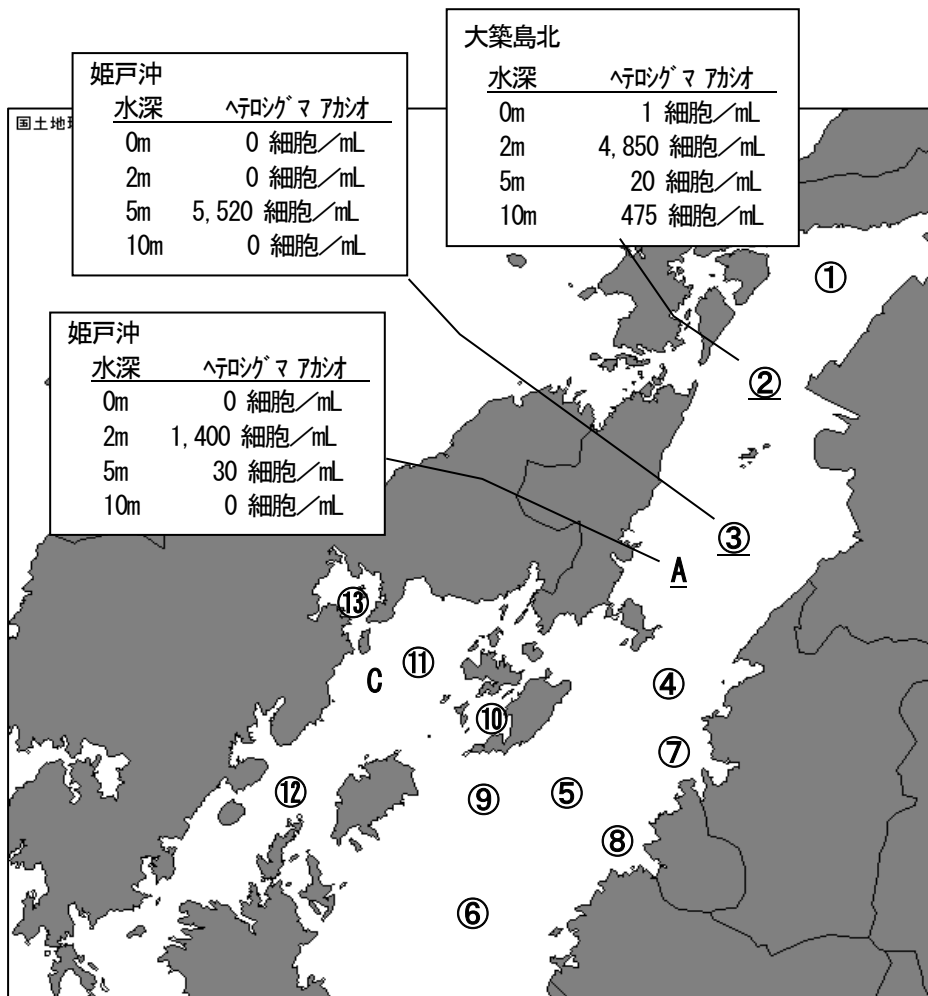 大築島北
水深 ヘテロシグマ アカシオ
0m 1 細胞/mL
2m 4,850 細胞/mL
5m 20 細胞/mL
10m 475 細胞/mL
姫戸沖
水深 ヘテロシグマ アカシオ
0m 0 細胞/mL
2m 0 細胞/mL
5m 5,520 細胞/mL
10m 0 細胞/mL
国土地
姫戸沖
水深 ヘテロシグマ アカシオ
0m 0 細胞/mL
2m 1,400 細胞/mL
5m 30 細胞/mL
10m 0 細胞/mL
①
②
③
A
⑬
⑪
C
④
⑩
⑦
⑫
⑨
⑤
⑧
⑥